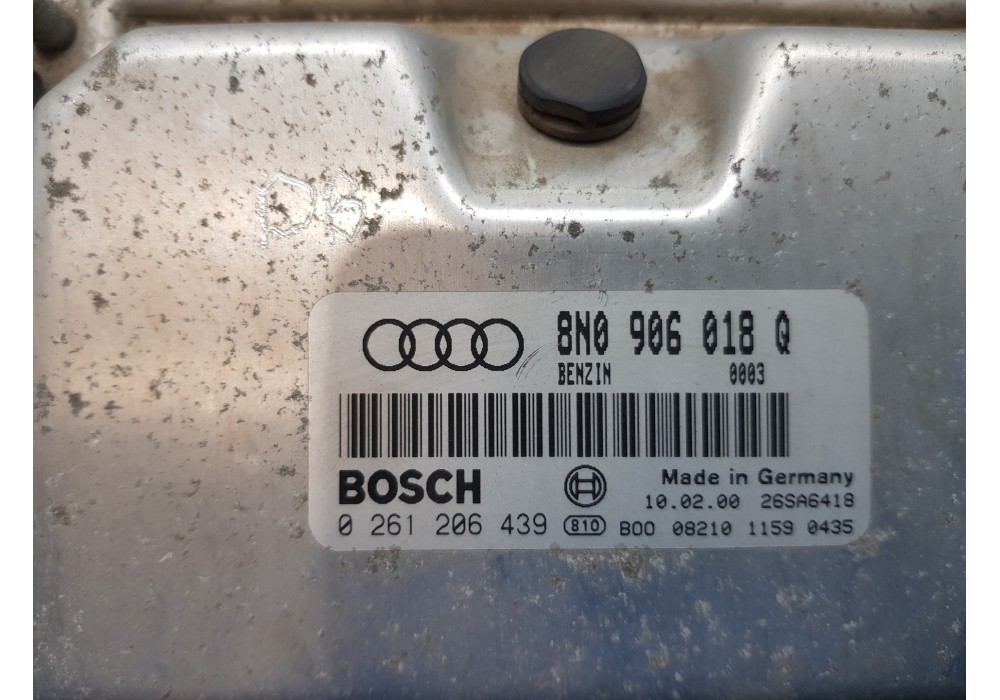 8N0 906 018 Q
BENZIN 0003
BOSCH
Made in Germany
10.02.00 26SA6418
0 261 206 439 810 B00 08210 1159 0435